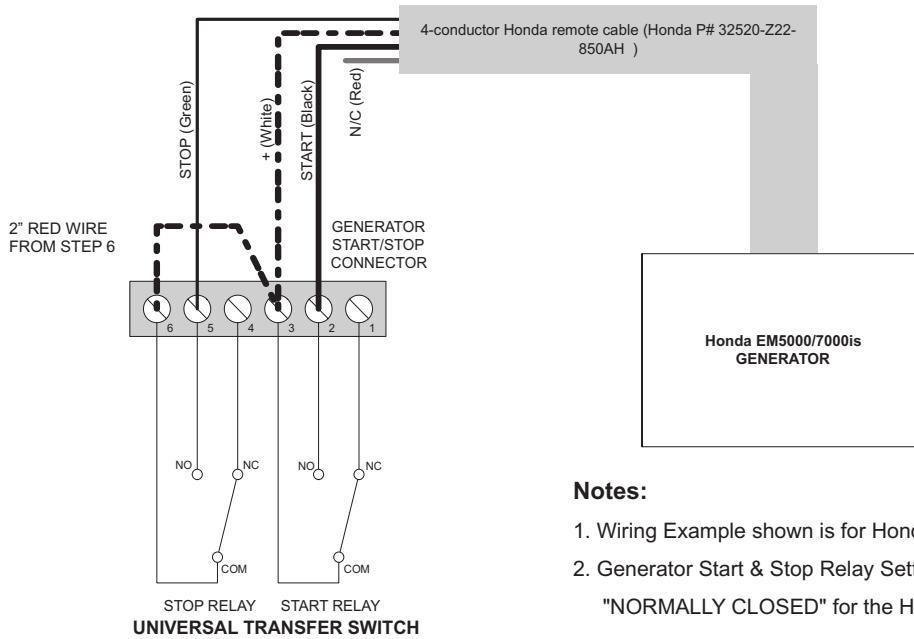 4-conductor Honda remote cable (Honda P# 32520-Z22-
850AH )
STOP (Green)
+ (White)
START (Black)
N/C (Red)
2" RED WIRE
FROM STEP 6
GENERATOR
START/STOP
CONNECTOR
6
5
4
3
2
1
Honda EM5000/7000is
GENERATOR
NO
NC
NO
NC
COM
COM
STOP RELAY
START RELAY
UNIVERSAL TRANSFER SWITCH
Notes:
1. Wiring Example shown is for
2. Generator Start & Stop Relay
"NORMALLY CLOSED" for the